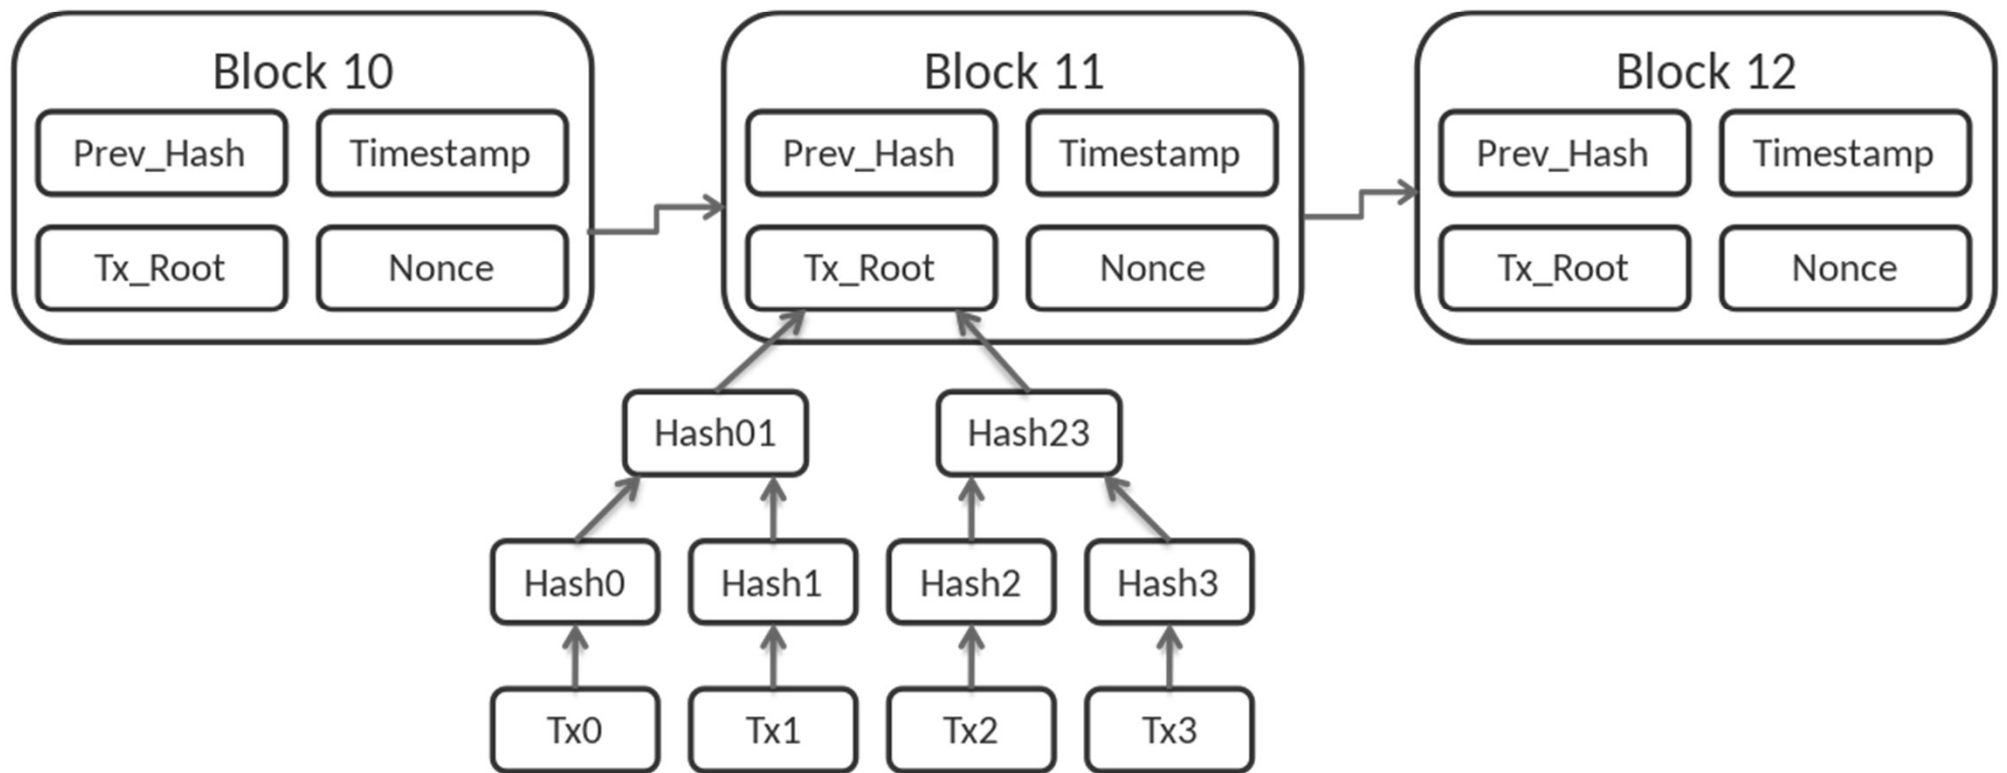 Block 10
Block 11
Block 12
Prev_Hash
Timestamp
Prev_Hash
Timestamp
Prev_Hash
Timestamp
Tx_Root
Nonce
Tx_Root
Nonce
Tx_Root
Nonce
Hash01
Hash23
Hash0
Hash1
Hash2
Hash3
Tx0
Tx1
Tx2
Tx3